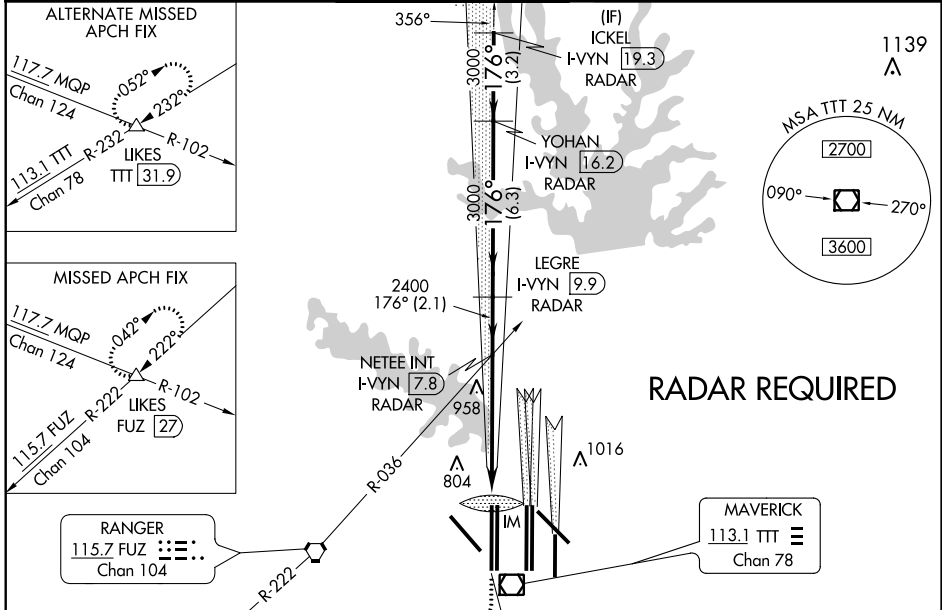 ALTERNATE MISSED
APCH FIX
117.7 MQP
Chan 124
052°
232°
R-232
R-102
113.1 TTT
Chan 78
LIKES
TTT 31.9
MISSED APCH FIX
117.7 MQP
Chan 124
042°
222°
R-222
R-102
115.7 FUZ
Chan 104
LIKES
FUZ 27
356°
(IF)
ICKEL
I-VYN 19.3
RADAR
3000
176°
(3.2)
YOHAN
I-VYN 16.2
RADAR
3000
176°
(6.3)
LEGRE
I-VYN 9.9
RADAR
2400
176° (2.1)
NETEE INT
I-VYN 7.8
RADAR
958
804
1016
1139
MSA TTT 25 NM
2700
090°
270°
3600
RADAR REQUIRED
R-036
IM
RANGER
115.7 FUZ
Chan 104
R-222
MAVERICK
113.1 TTT
Chan 78